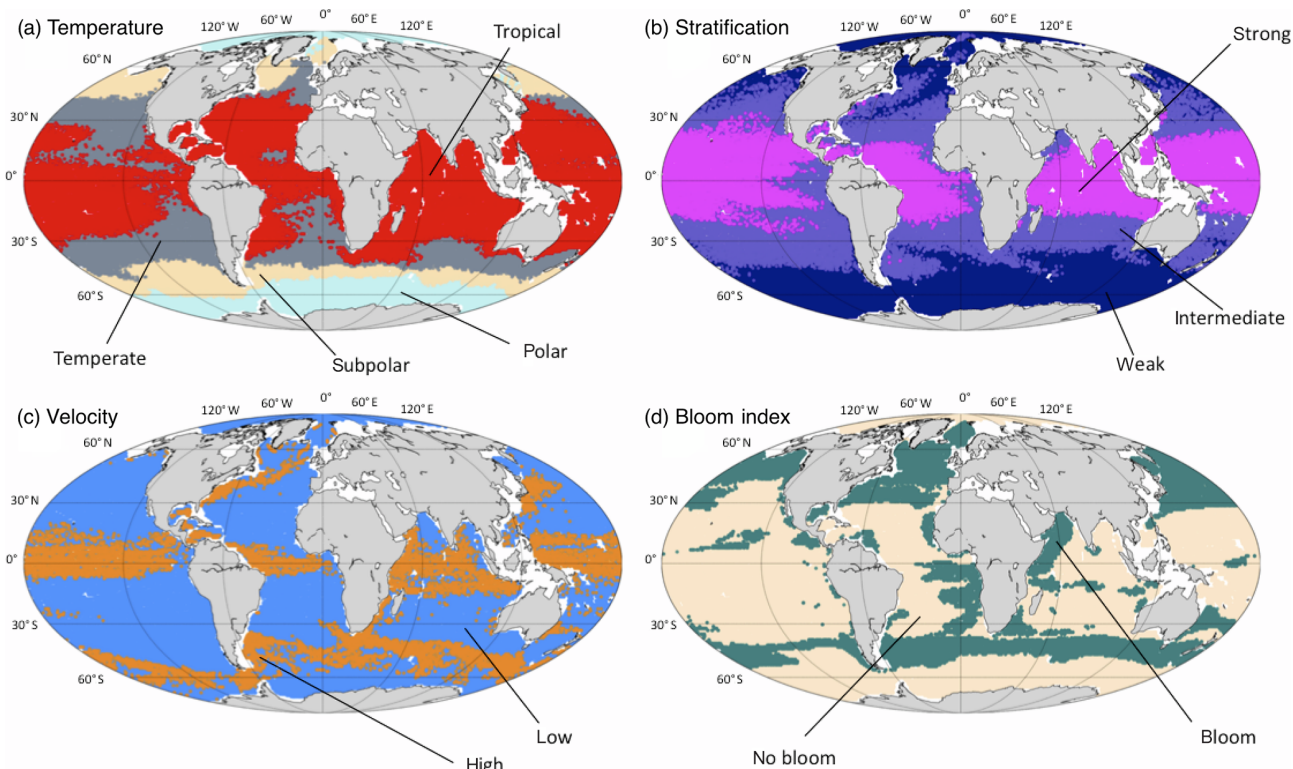 (a) Temperature
120°W 60°W 0° 60°E 120°E
Tropical
60°N
30°N
0°
30°S
60°S
Temperate
Subpolar
Polar
(b) Stratification
120°W 60°W 0° 60°E 120°E
Strong
60°N
30°N
0°
30°S
60°S
Intermediate
Weak
(c) Velocity
120°W 60°W 0° 60°E 120°E
60°N
30°N
0°
30°S
60°S
Low
High
(d) Bloom index
120°W 60°W 0° 60°E 120°E
60°N
30°N
0°
30°S
60°S
No bloom
Bloom